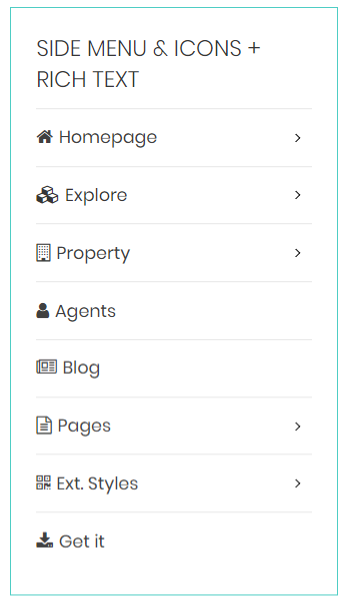 SIDE MENU & ICONS +
RICH TEXT
Homepage
Explore
Property
Agents
Blog
Pages
Ext. Styles
Get it